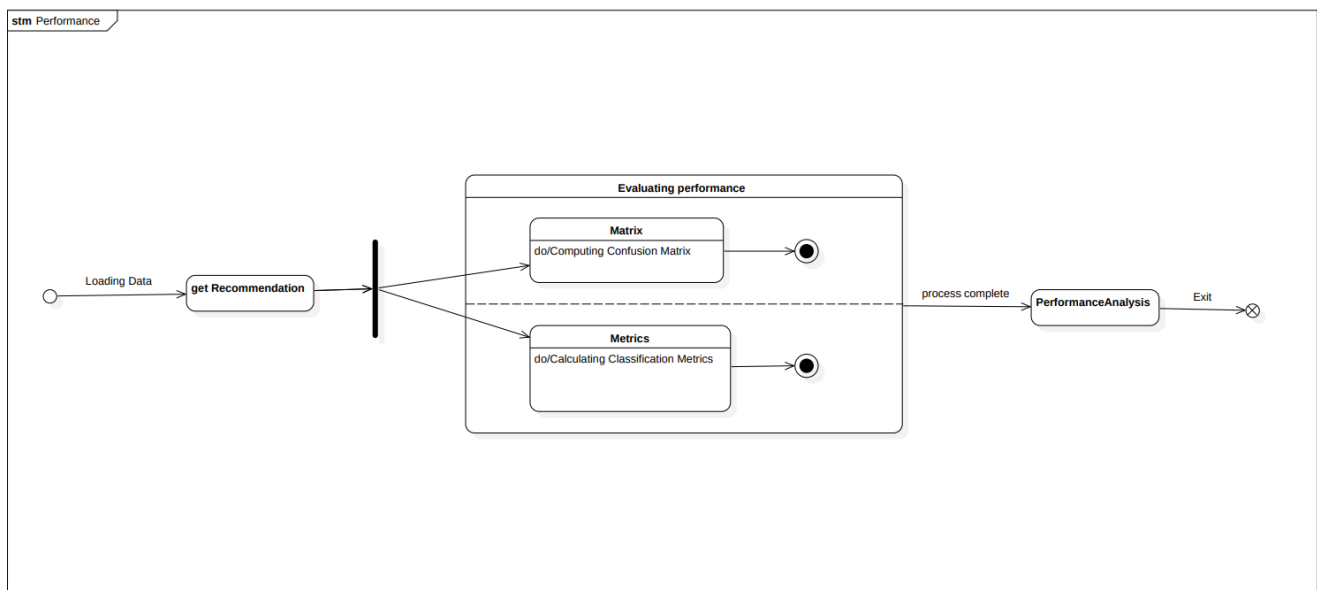 stm Performance
Evaluating performance
Matrix
do/Computing Confusion Matrix
Loading Data
get Recommendation
process complete
PerformanceAnalysis
Exit
Metrics
do/Calculating Classification Metrics